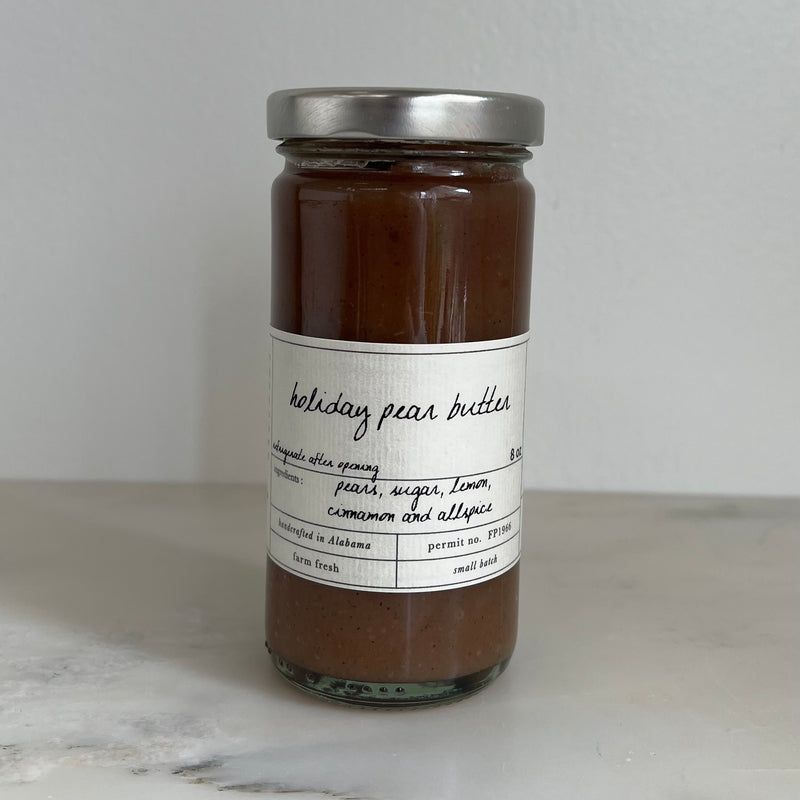 holiday pear butter
refrigerate after opening
8 oz
ingredients :
pears, sugar, lemon,
cinnamon and allspice
handcrafted in Alabama
permit no. FP1966
farm fresh
small batch